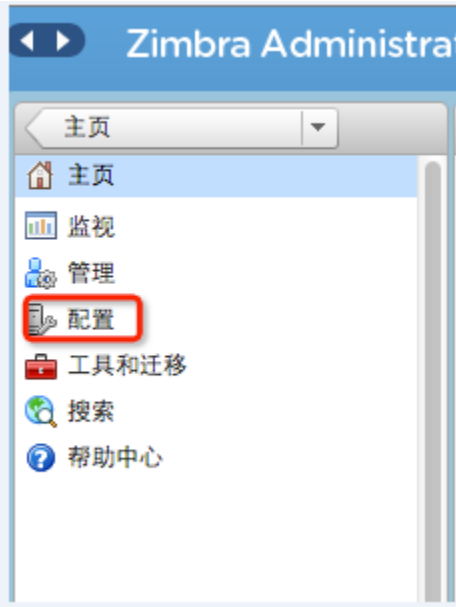 Zimbra Administra
主页
主页
监视
管理
配置
工具和迁移
搜索
帮助中心